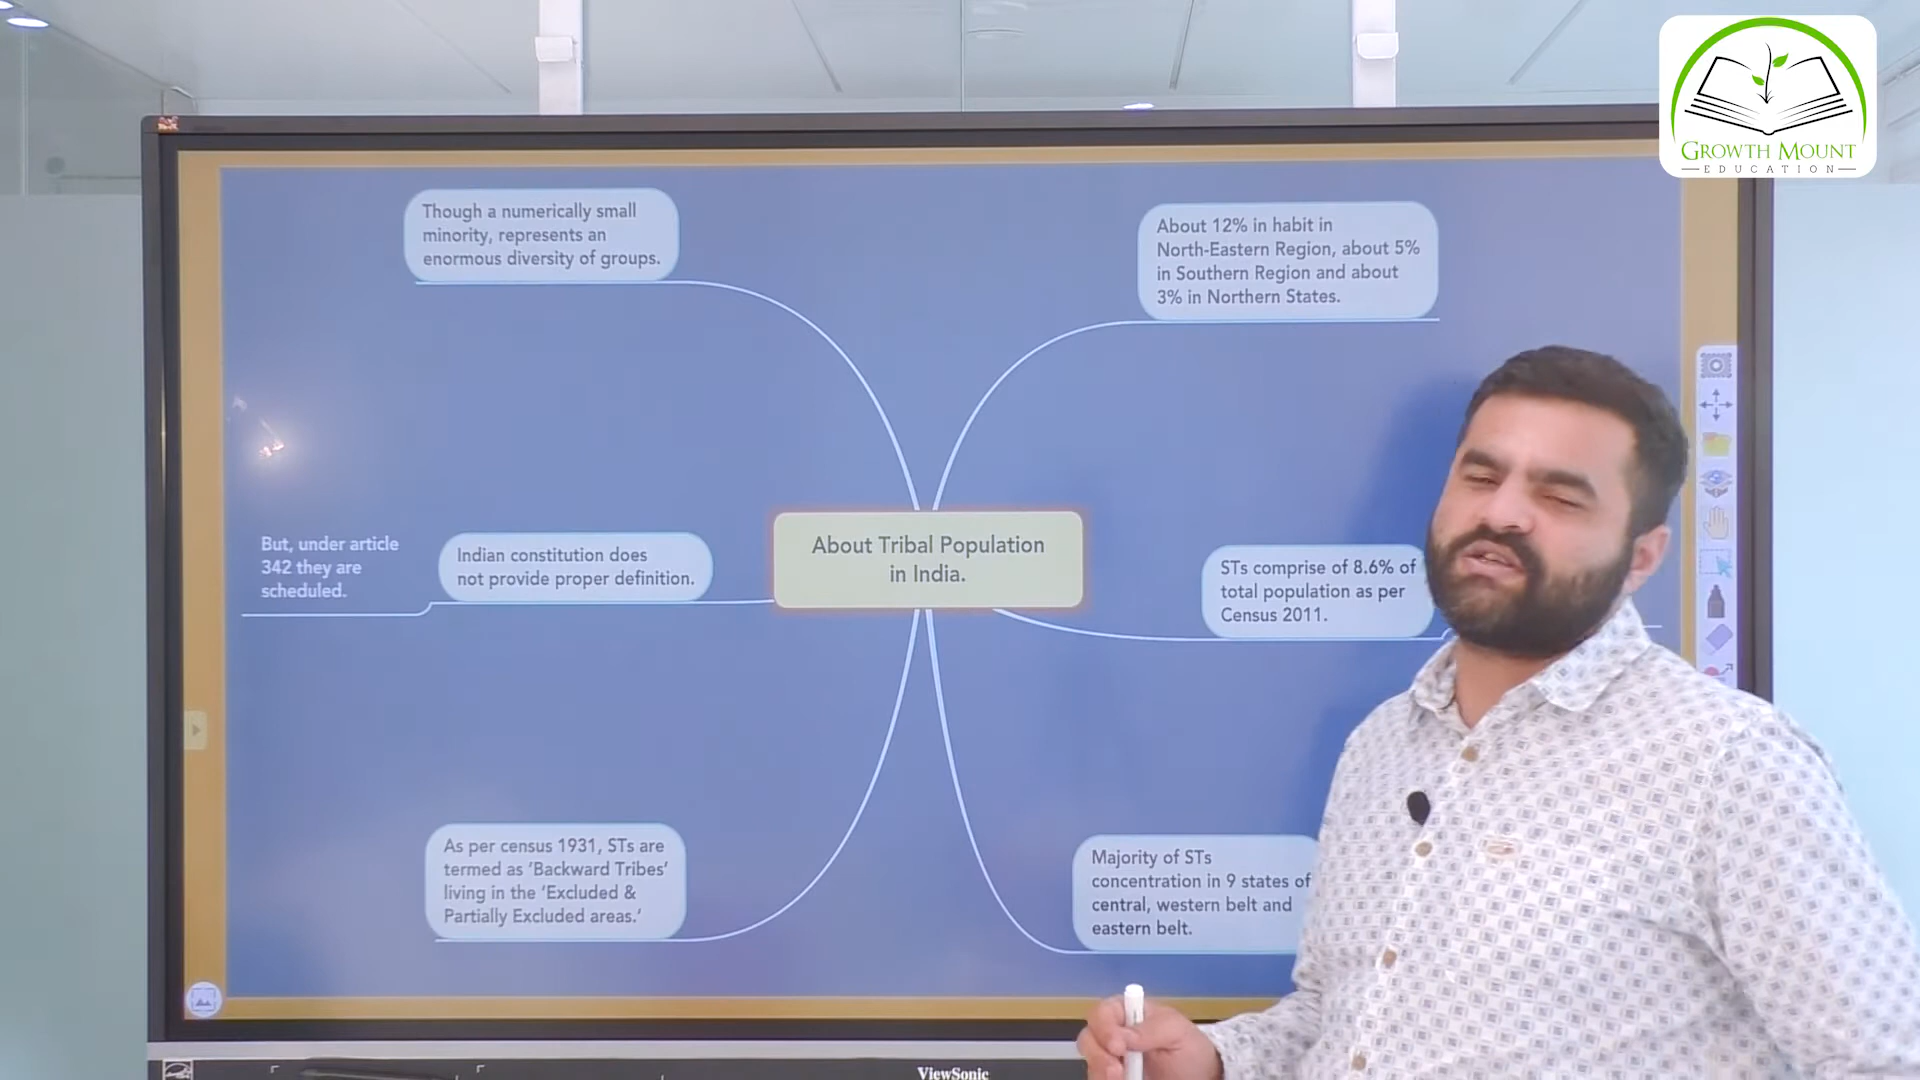 GROWTH MOUNT
EDUCATION
Though a numerically small
minority, represents an
enormous diversity of groups.
About 12% in habit in
North-Eastern Region, about 5%
in Southern Region and about
3% in Northern States.
But, under article
342 they are
scheduled.
Indian constitution does
not provide proper definition.
About Tribal Population
in India.
STs comprise of 8.6% of
total population as per
Census 2011.
As per census 1931, STs are
termed as ‘Backward Tribes’
living in the ‘Excluded &
Partially Excluded areas.’
Majority of STs
concentration in 9 states of
central, western belt and
eastern belt.
ViewSonic